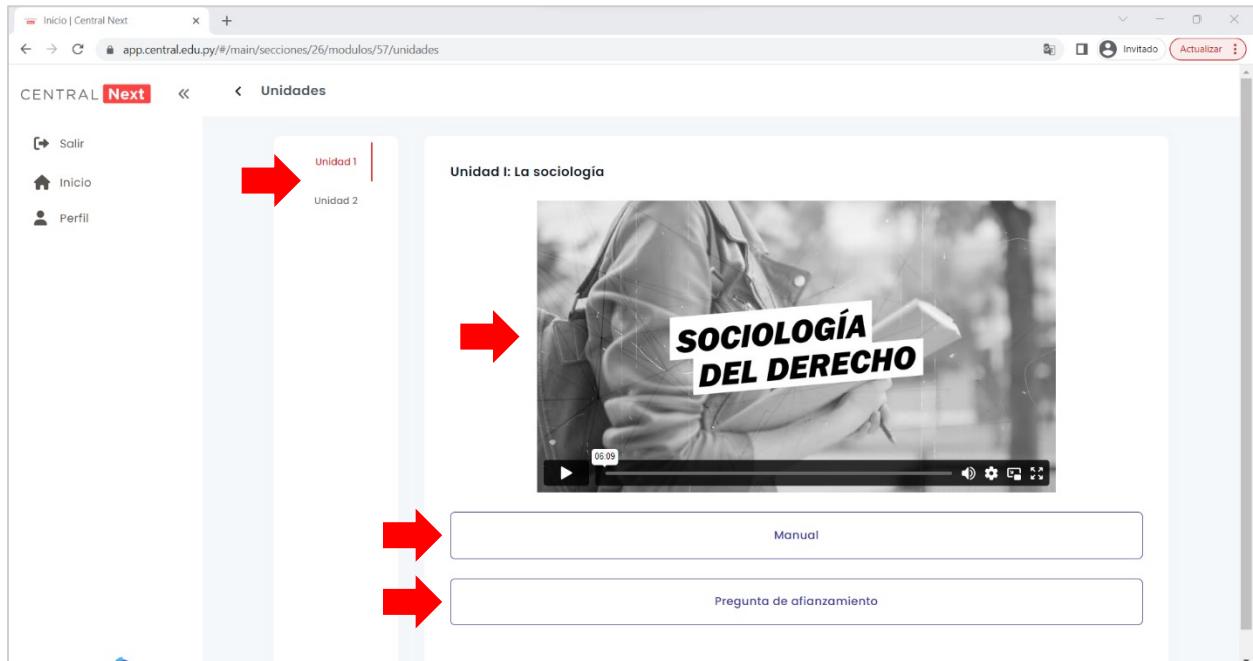 Inicio | Central Next
app.central.edu.py/#/main/secciones/26/modulos/57/unidades
Invitado
Actualizar
CENTRAL Next
Unidades
Salir
Inicio
Perfil
Unidad 1
Unidad 2
Unidad I: La sociología
SOCIOLOGÍA
DEL DERECHO
06:09
Manual
Pregunta de afianzamiento